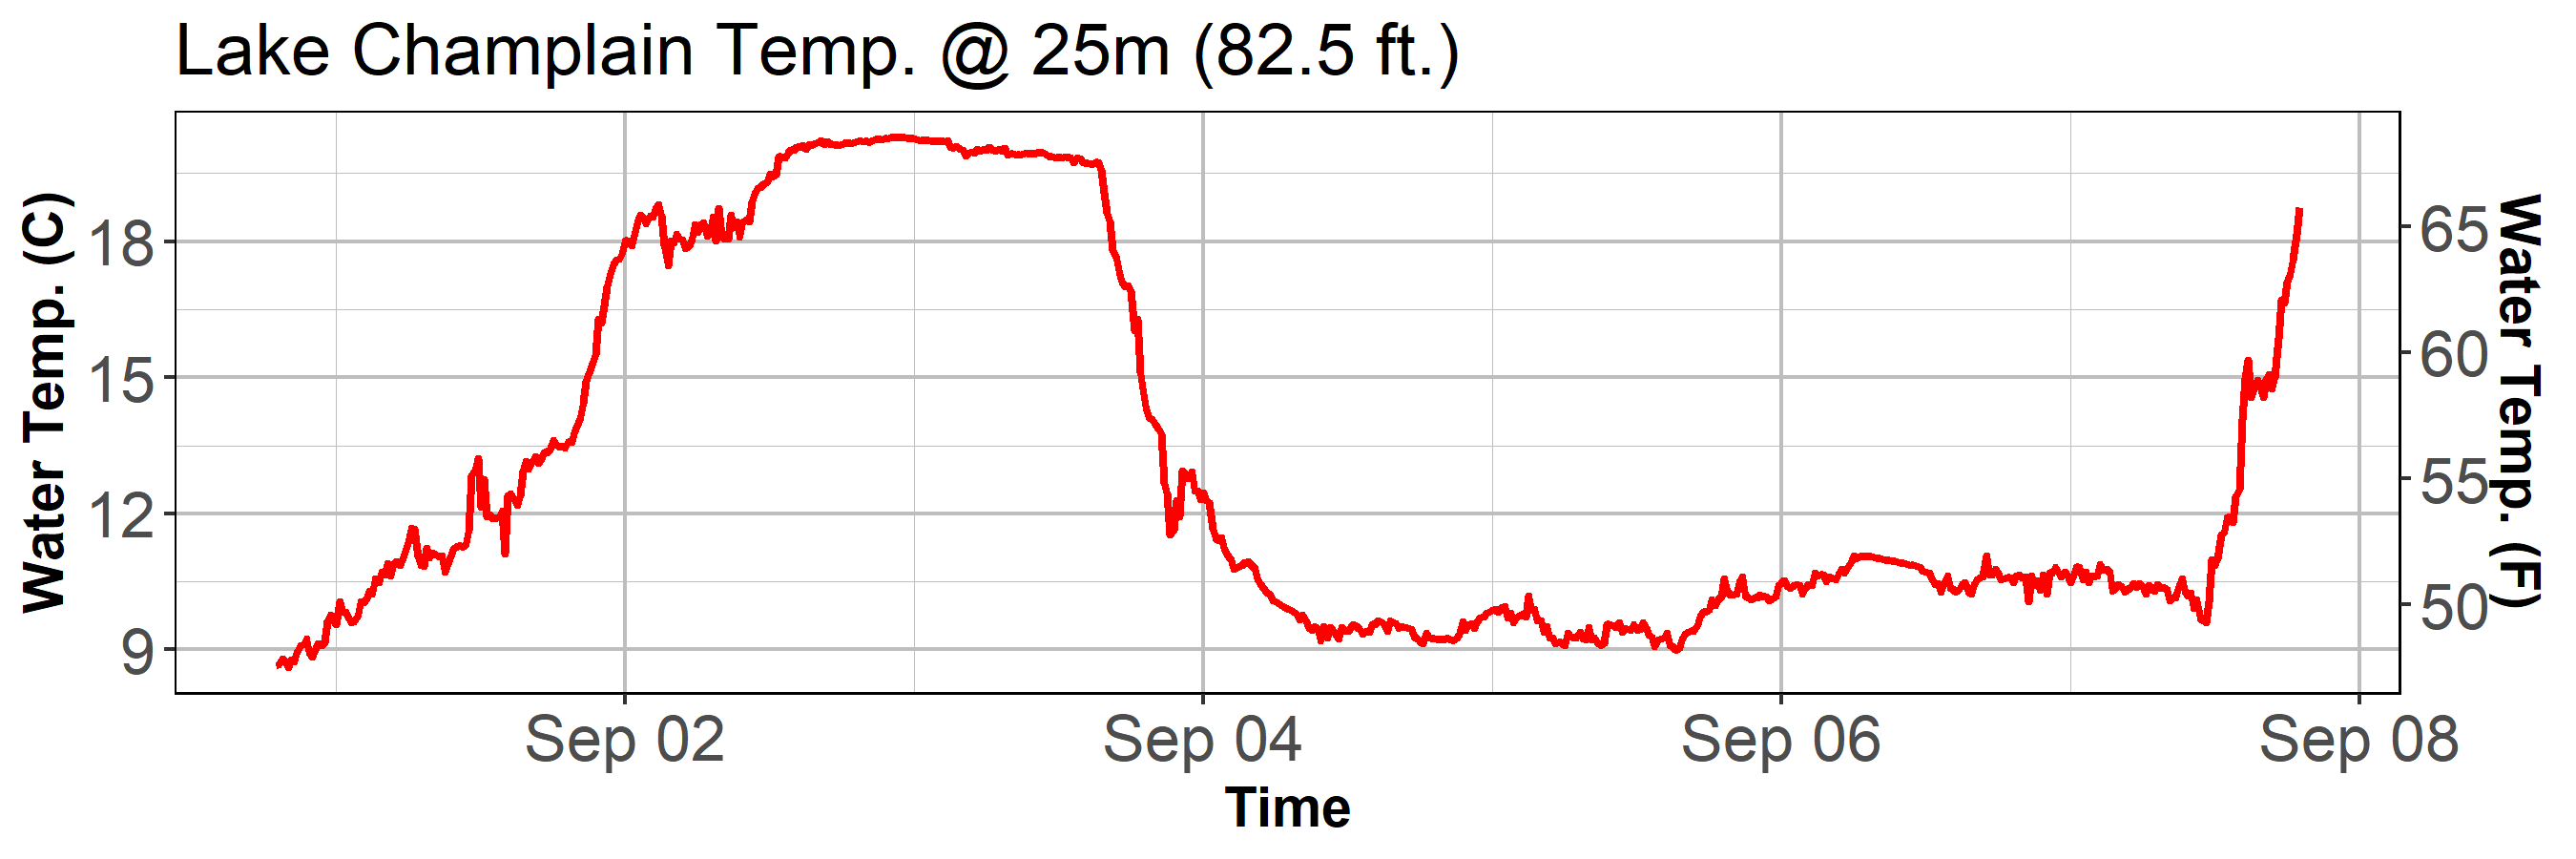 Lake Champlain Temp. @ 25m (82.5 ft.)
Water Temp. (C)
18
15
12
9
65
60
55
50
Water Temp. (F)
Sep 02
Sep 04
Sep 06
Sep 08
Time